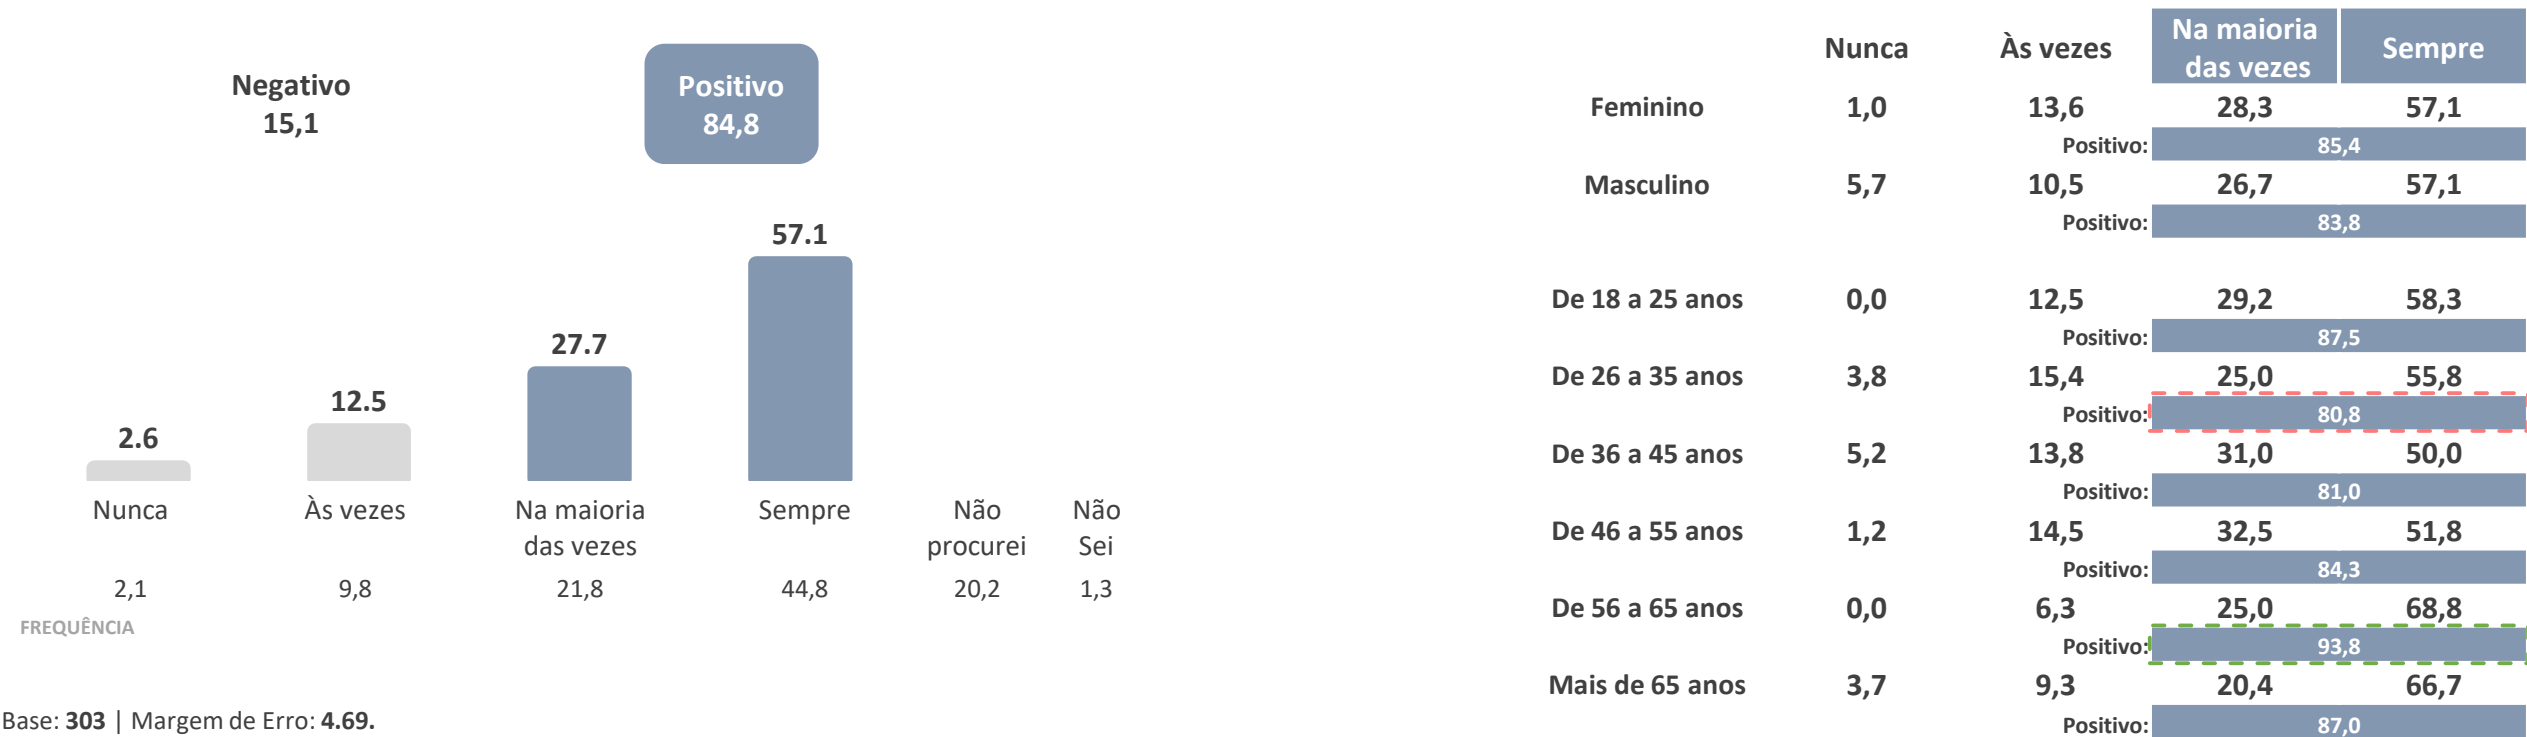 Negativo
15,1
Positivo
84,8
2.6
12.5
27.7
57.1
Nunca
Às vezes
Na maioria
das vezes
Sempre
Não
procurei
Não
Sei
2,1 9,8 21,8 44,8 20,2 1,3
FREQUÊNCIA
Base: 303 | Margem de Erro: 4.69.
Nunca Às vezes Na maioria das vezes Sempre
Feminino 1,0 13,6 28,3 57,1
Positivo: 85,4
Masculino 5,7 10,5 26,7 57,1
Positivo: 83,8
De 18 a 25 anos 0,0 12,5 29,2 58,3
Positivo: 87,5
De 26 a 35 anos 3,8 15,4 25,0 55,8
Positivo: 80,8
De 36 a 45 anos 5,2 13,8 31,0 50,0
Positivo: 81,0
De 46 a 55 anos 1,2 14,5 32,5 51,8
Positivo: 84,3
De 56 a 65 anos 0,0 6,3 25,0 68,8
Positivo: 93,8
Mais de 65 anos 3,7 9,3 20,4 66,7
Positivo: 87,0